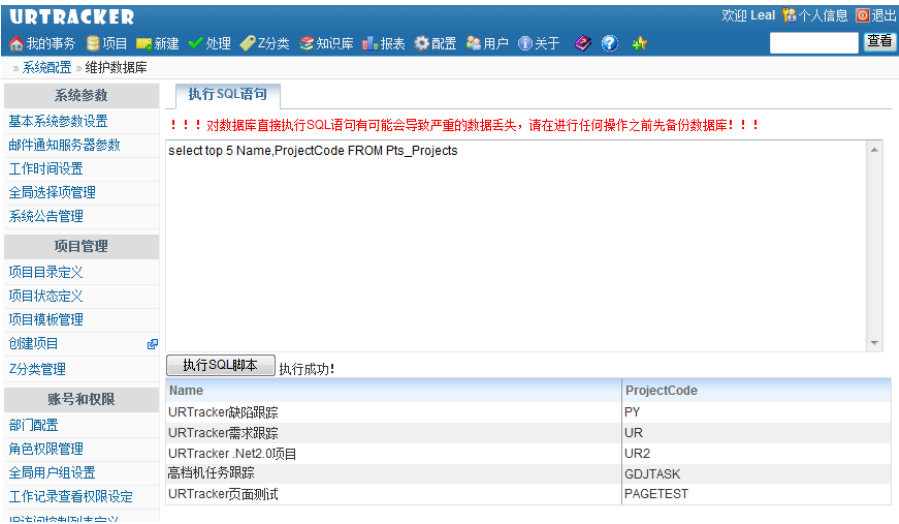 URTRACKER
欢迎 Leal 个人信息 退出
我的事务 项目 新建 处理 Z分类 知识库 报表 配置 用户 关于 查看
» 系统配置 » 维护数据库
系统参数
基本系统参数设置
邮件通知服务器参数
工作时间设置
全局选择项管理
系统公告管理
项目管理
项目目录定义
项目状态定义
项目模板管理
创建项目
Z分类管理
账号和权限
部门配置
角色权限管理
全局用户组设置
工作记录查看权限设定
IP访问控制列表定义
执行SQL语句
！！！对数据库直接执行SQL语句有可能会导致严重的数据丢失，请在进行任何操作之前先备份数据库！！！
select top 5 Name,ProjectCode FROM Pts_Projects
执行SQL脚本 执行成功!
Name ProjectCode
URTracker缺陷跟踪 PY
URTracker需求跟踪 UR
URTracker .Net2.0项目 UR2
高档机任务跟踪 GDJTASK
URTracker页面测试 PAGETEST